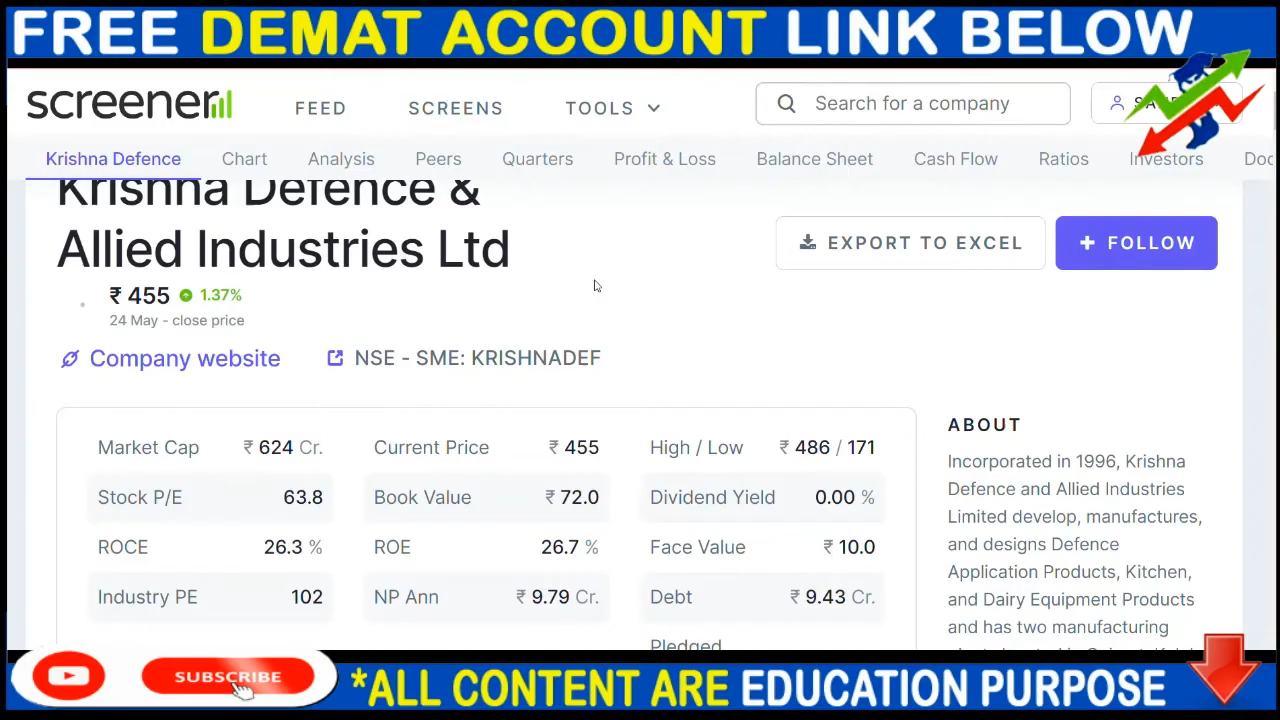 FREE DEMAT ACCOUNT LINK BELOW
screener
FEED
SCREENS
TOOLS
Search for a company
Krishna Defence
Chart
Analysis
Peers
Quarters
Profit & Loss
Balance Sheet
Cash Flow
Ratios
Investors
Krishna Defence &
Allied Industries Ltd
EXPORT TO EXCEL
+ FOLLOW
₹ 455 1.37%
24 May - close price
Company website
NSE - SME: KRISHNADEF
Market Cap ₹ 624 Cr.
Current Price ₹ 455
High / Low ₹ 486 / 171
Stock P/E 63.8
Book Value ₹ 72.0
Dividend Yield 0.00 %
ROCE 26.3 %
ROE 26.7 %
Face Value ₹ 10.0
Industry PE 102
NP Ann ₹ 9.79 Cr.
Debt ₹ 9.43 Cr.
Pledged
ABOUT
Incorporated in 1996, Krishna
Defence and Allied Industries
Limited develop, manufactures,
and designs Defence
Application Products, Kitchen,
and Dairy Equipment Products
and has two manufacturing
SUBSCRIBE
*ALL CONTENT ARE EDUCATION PURPOSE